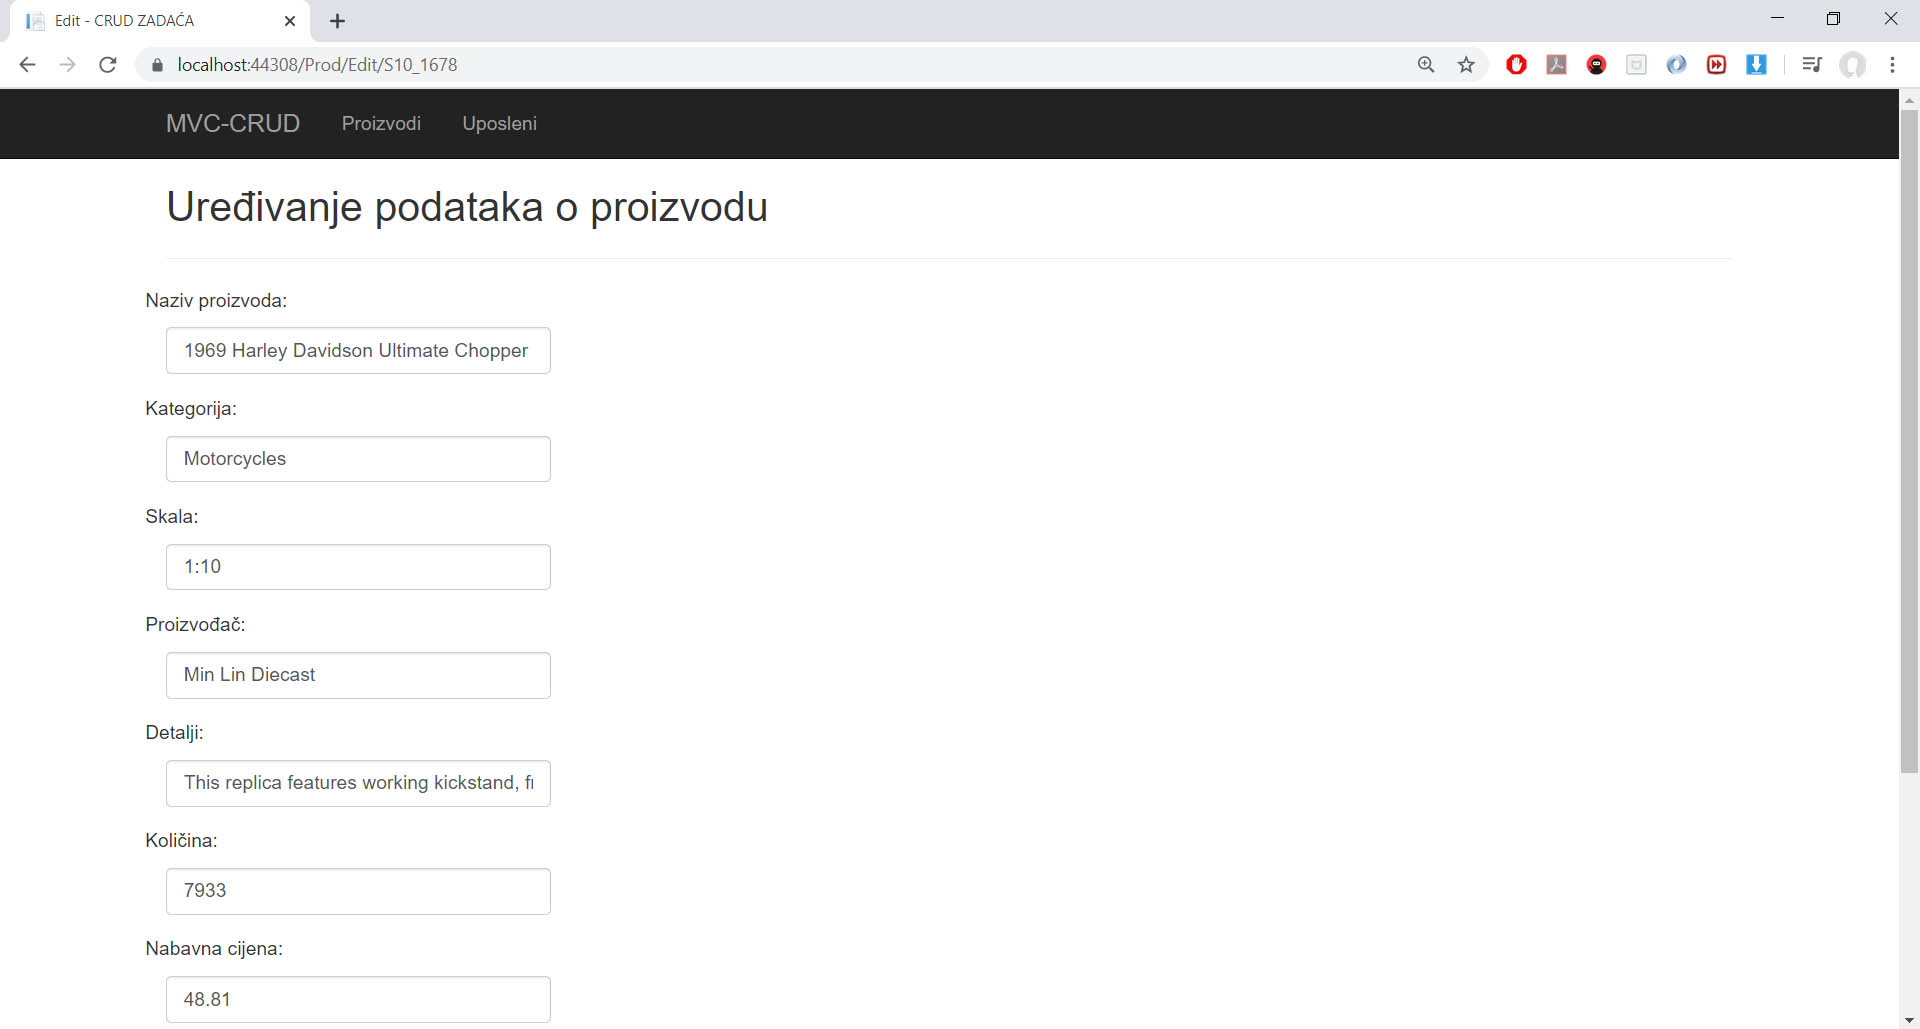 Edit - CRUD ZADAĆA
localhost:44308/Prod/Edit/S10_1678
MVC-CRUD Proizvodi Uposleni
Uređivanje podataka o proizvodu
Naziv proizvoda:
1969 Harley Davidson Ultimate Chopper
Kategorija:
Motorcycles
Skala:
1:10
Proizvođač:
Min Lin Diecast
Detalji:
This replica features working kickstand,
Količina:
7933
Nabavna cijena:
48.81